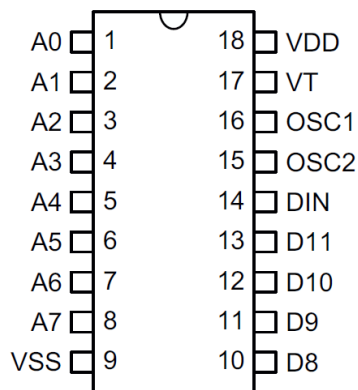 A0 1 18 VDD
A1 2 17 VT
A2 3 16 OSC1
A3 4 15 OSC2
A4 5 14 DIN
A5 6 13 D11
A6 7 12 D10
A7 8 11 D9
VSS 9 10 D8